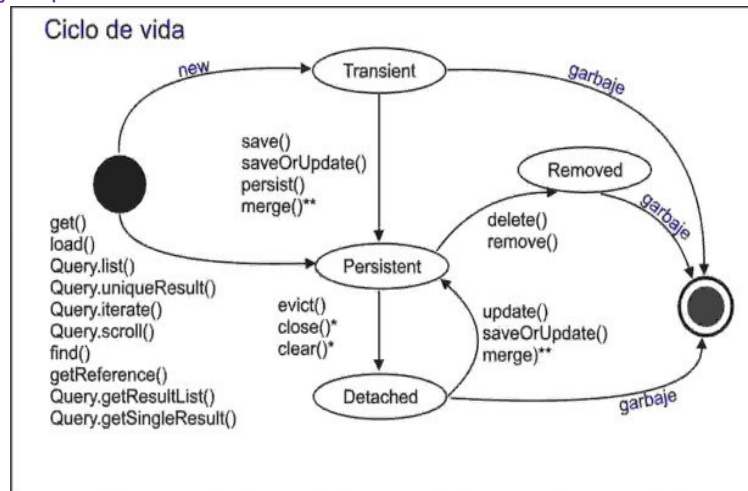 Ciclo de vida
new
Transient
garbaje
save()
saveOrUpdate()
persist()
merge()**
Removed
garbaje
delete()
remove()
get()
load()
Query.list()
Query.uniqueResult()
Query.iterate()
Query.scroll()
find()
getReference()
Query.getResultList()
Query.getSingleResult()
Persistent
evict()
close()*
clear()*
update()
saveOrUpdate()
merge)**
Detached
garbaje